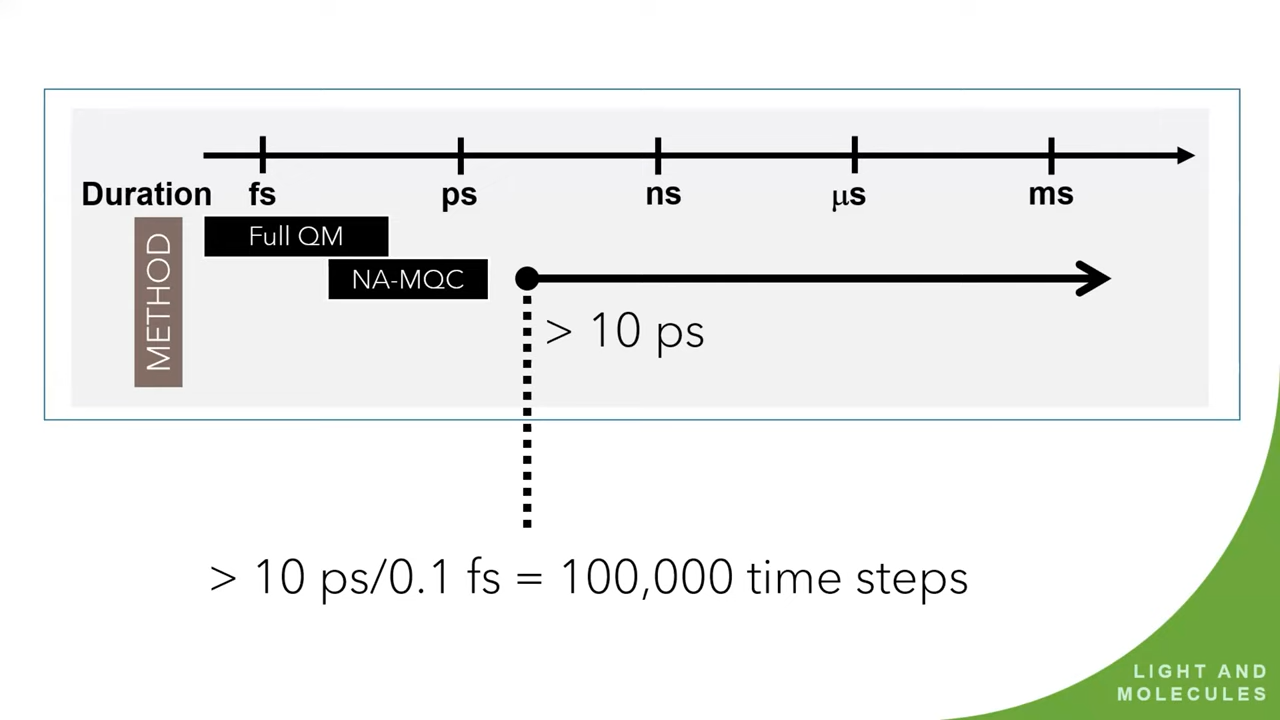 Duration fs ps ns μs ms
METHOD
Full QM
NA-MQC
> 10 ps
> 10 ps/0.1 fs = 100,000 time steps
LIGHT AND
MOLECULES